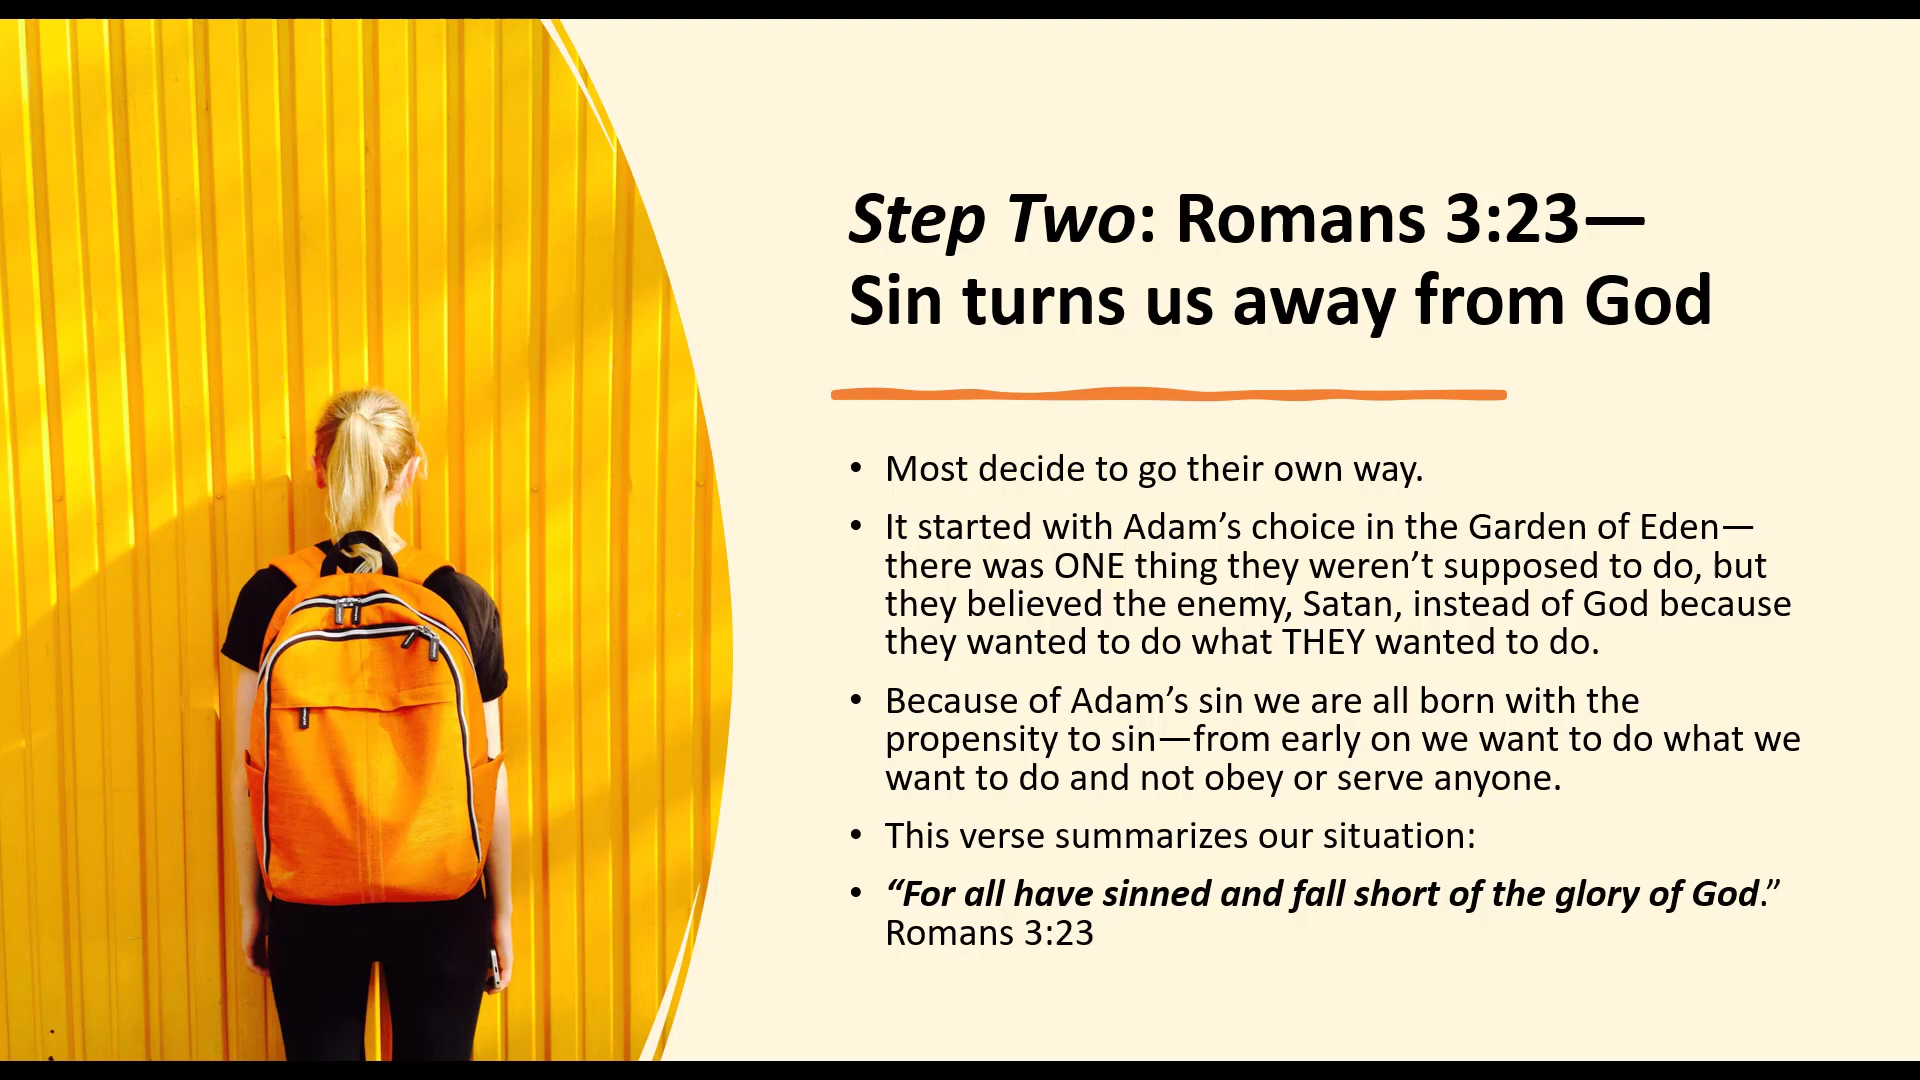 Step Two: Romans 3:23—
Sin turns us away from God
• Most decide to go their own way.
• It started with Adam’s choice in the Garden of Eden—
there was ONE thing they weren’t supposed to do, but
they believed the enemy, Satan, instead of God because
they wanted to do what THEY wanted to do.
• Because of Adam’s sin we are all born with the
propensity to sin—from early on we want to do what we
want to do and not obey or serve anyone.
• This verse summarizes our situation:
• “For all have sinned and fall short of the glory of God.”
Romans 3:23